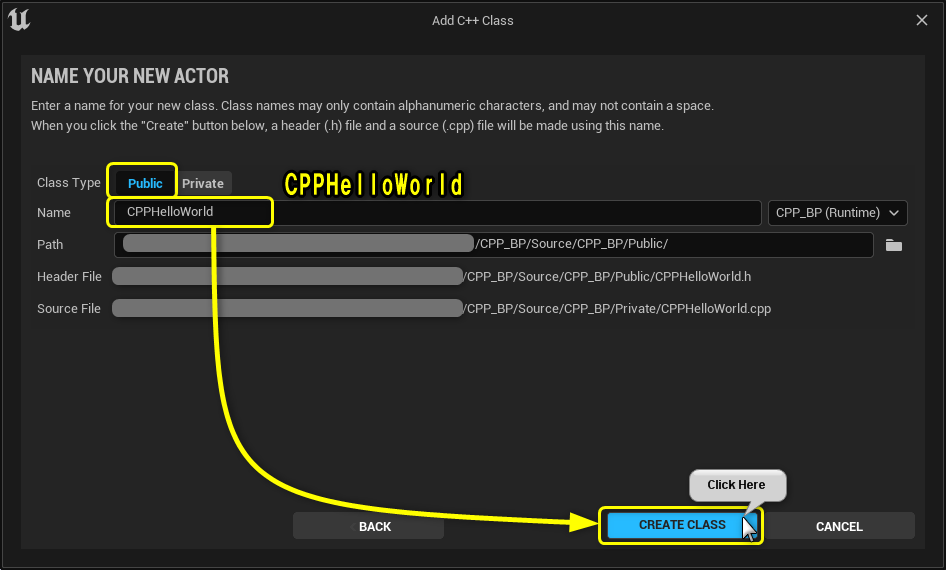 Add C++ Class
NAME YOUR NEW ACTOR
Enter a name for your new class. Class names may only contain alphanumeric characters, and may not contain a space.
When you click the "Create" button below, a header (.h) file and a source (.cpp) file will be made using this name.
Class Type Public Private CPPHelloWorld
Name CPPHelloWorld CPP_BP (Runtime)
Path /CPP_BP/Source/CPP_BP/Public/
Header File /CPP_BP/Source/CPP_BP/Public/CPPHelloWorld.h
Source File /CPP_BP/Source/CPP_BP/Private/CPPHelloWorld.cpp
Click Here
BACK CREATE CLASS CANCEL